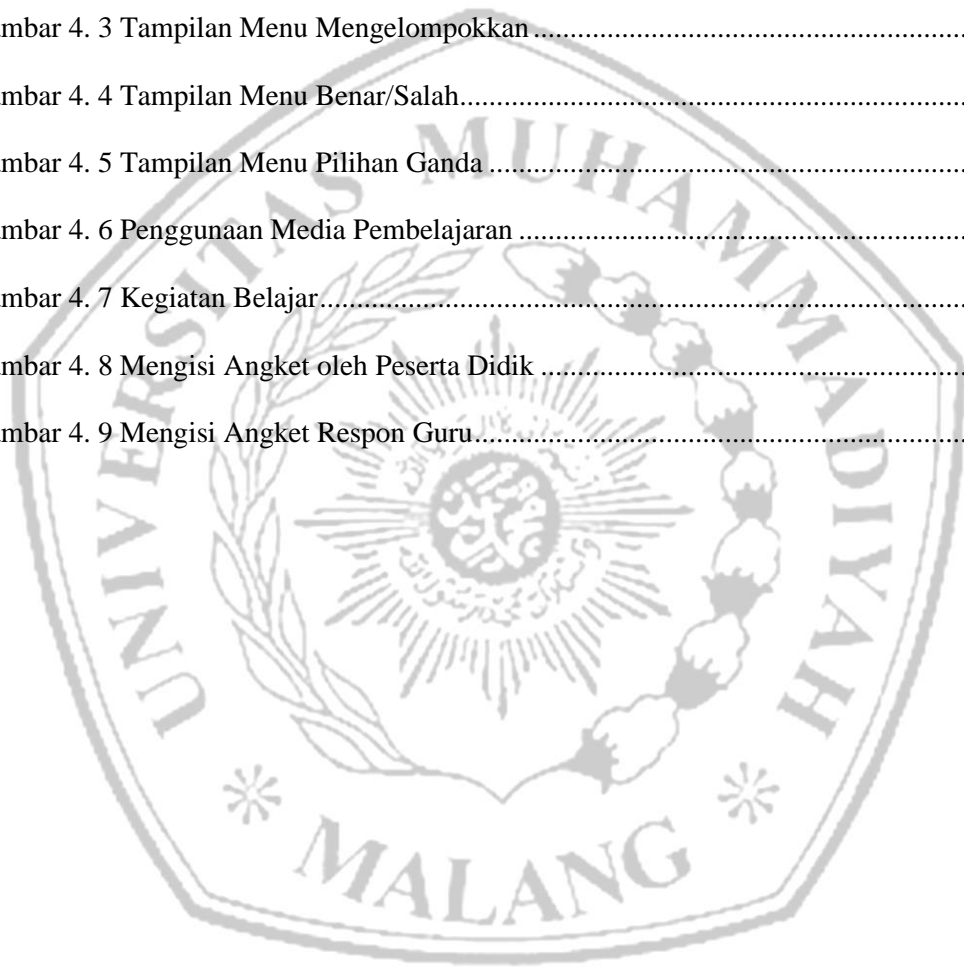 mbar 4. 3 Tampilan Menu Mengelompokkan ..........................................................................
mbar 4. 4 Tampilan Menu Benar/Salah......................................................................................
mbar 4. 5 Tampilan Menu Pilihan Ganda .................................................................................
mbar 4. 6 Penggunaan Media Pembelajaran ............................................................................
mbar 4. 7 Kegiatan Belajar.........................................................................................................
mbar 4. 8 Mengisi Angket oleh Peserta Didik ........................................................................
mbar 4. 9 Mengisi Angket Respon Guru....................................................................................
UNIVERSITAS MUHAMMADIYAH
MALANG